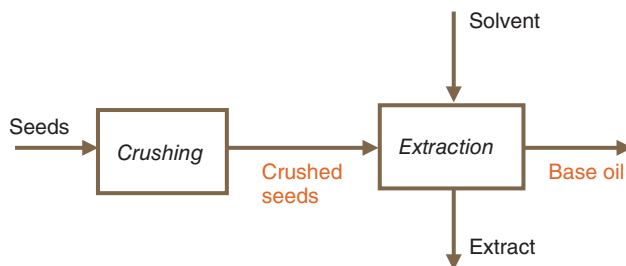 Solvent
Seeds
Crushing
Extraction
Crushed
seeds
Base oil
Extract